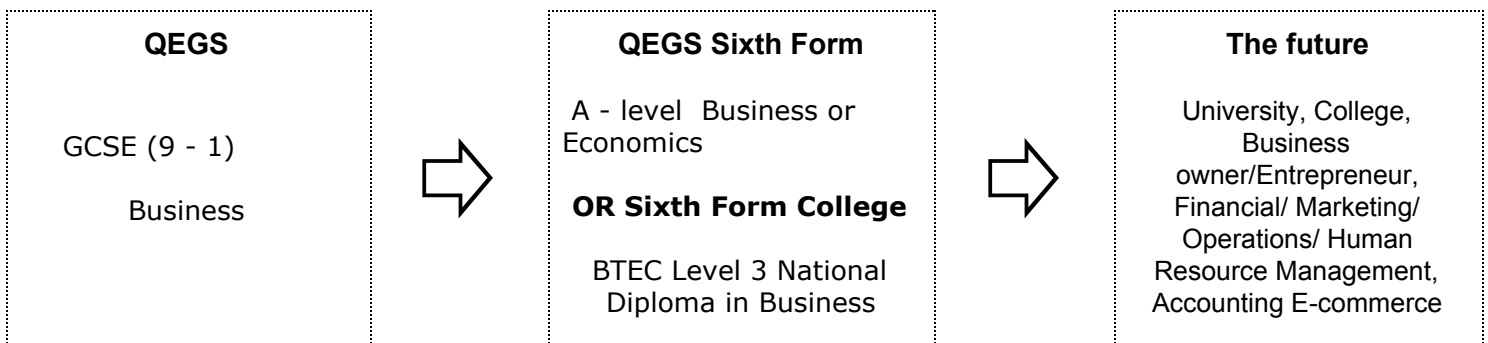 QEGS
GCSE (9 - 1)
Business
QEGS Sixth Form
A - level  Business or
Economics
OR Sixth Form College
BTEC Level 3 National
Diploma in Business
The future
University, College,
Business
owner/Entrepreneur,
Financial/ Marketing/
Operations/ Human
Resource Management,
Accounting E-commerce